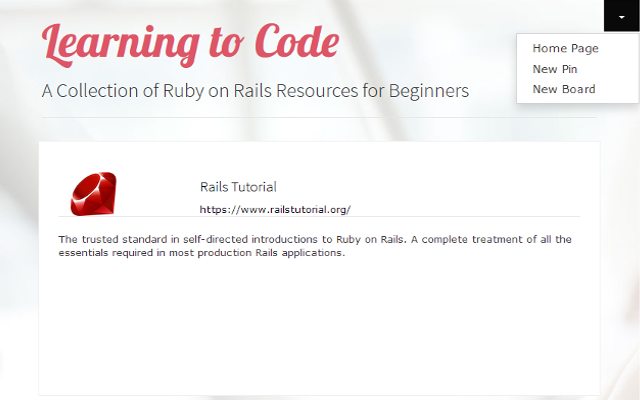 Learning to Code
A Collection of Ruby on Rails Resources for Beginners
Home Page
New Pin
New Board
Rails Tutorial
https://www.railstutorial.org/
The trusted standard in self-directed introductions to Ruby on Rails. A complete treatment of all the
essentials required in most production Rails applications.